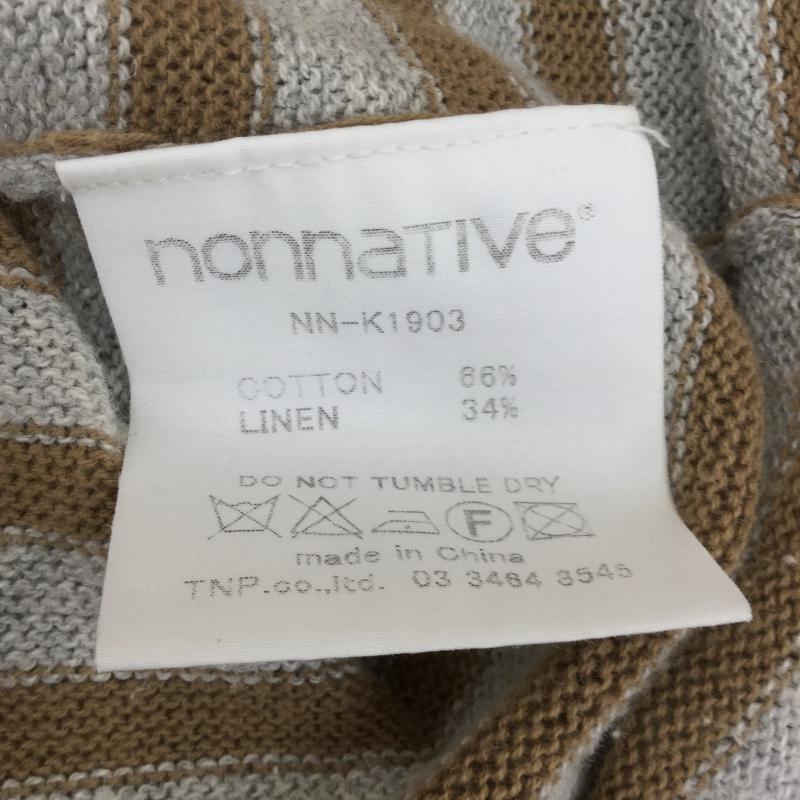 nonnaTIVe®
NN-K1903
COTTON 66%
LINEN 34%
DO NOT TUMBLE DRY
F
made in China
TNP.co.,ltd. 03 3464 3545